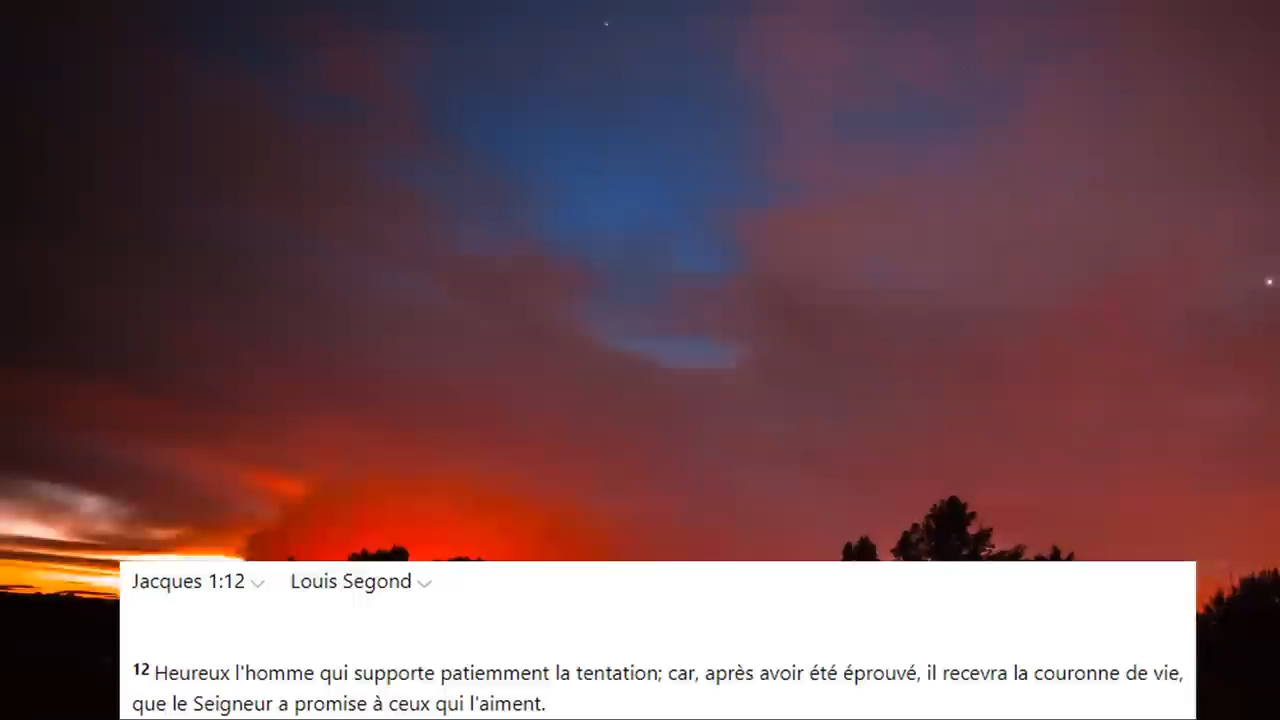 Jacques 1:12 Louis Segond
12 Heureux l'homme qui supporte patiemment la tentation; car, après avoir été éprouvé, il recevra la couronne de vie,
que le Seigneur a promise à ceux qui l'aiment.